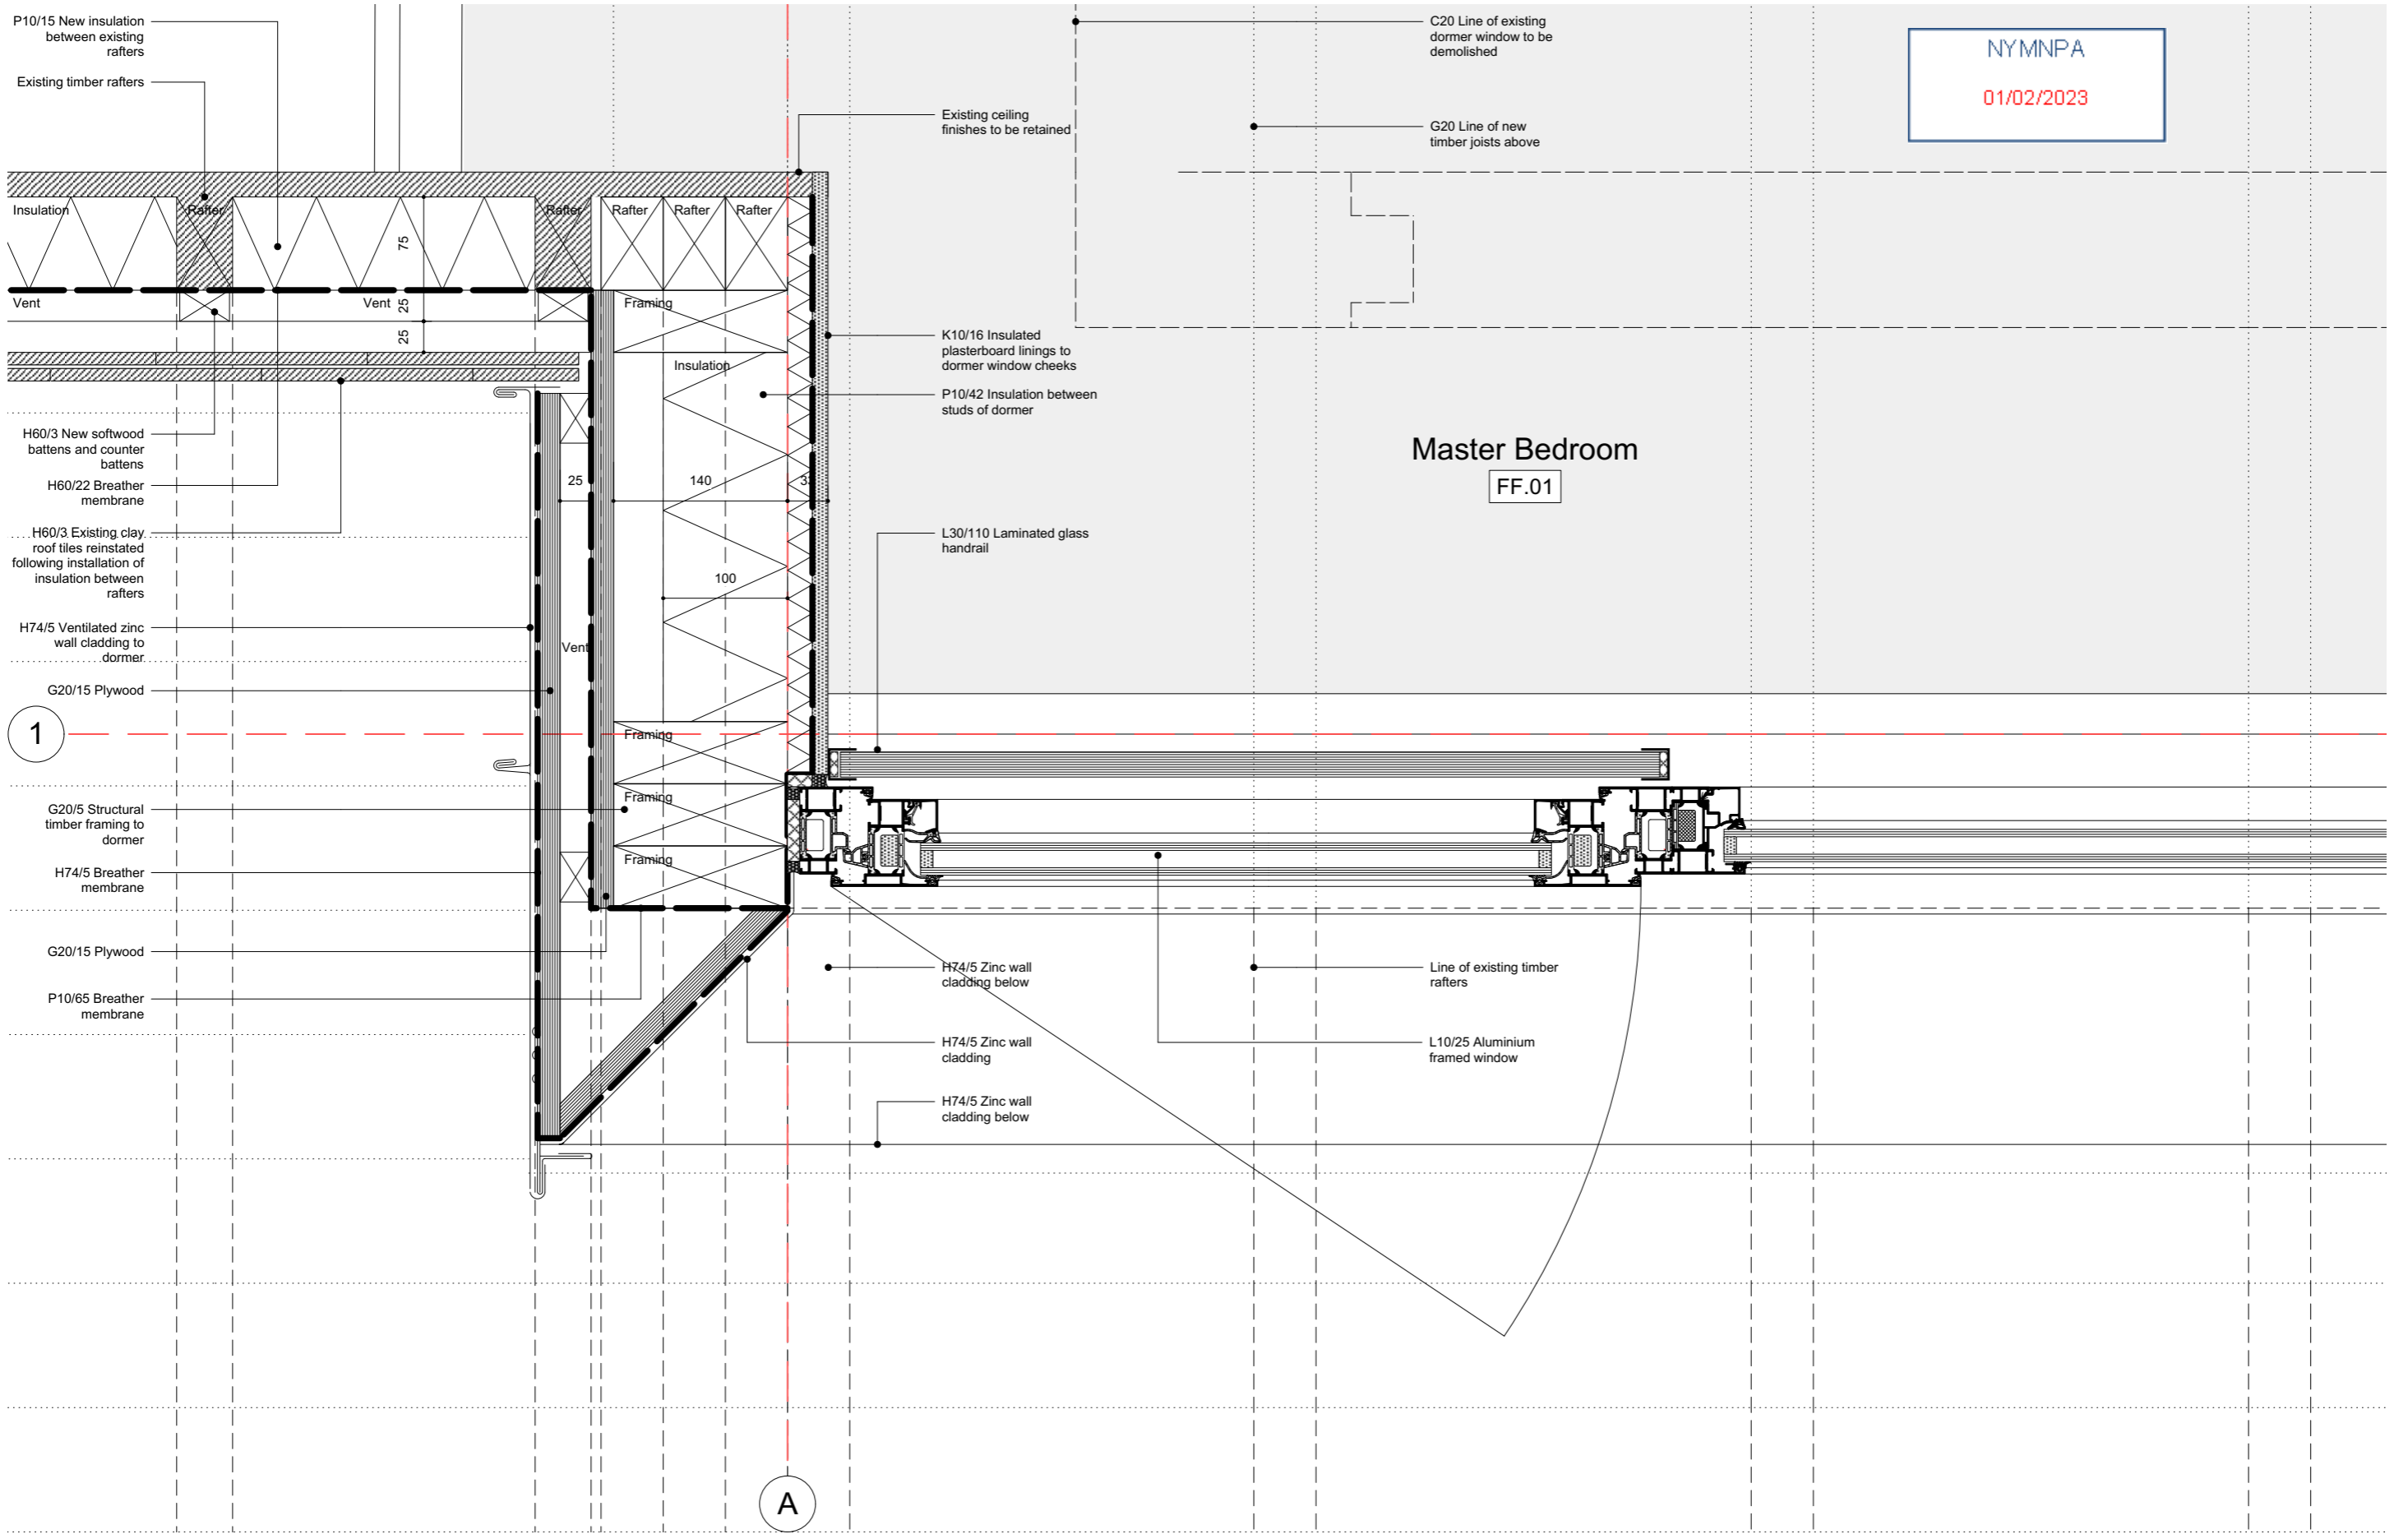 P10/15 New insulation
between existing
rafters
Existing timber rafters
C20 Line of existing
dormer window to be
demolished
NYMNPA
01/02/2023
Existing ceiling
finishes to be retained
G20 Line of new
timber joists above
Insulation
Rafter
Rafter
Rafter
Rafter
Rafter
75
Vent
Vent
25
25
Framing
Insulation
K10/16 Insulated
plasterboard linings to
dormer window cheeks
P10/42 Insulation between
studs of dormer
H60/3 New softwood
battens and counter
battens
H60/22 Breather
membrane
H60/3 Existing clay
roof tiles reinstated
following installation of
insulation between
rafters
25
140
100
Master Bedroom
FF.01
L30/110 Laminated glass
handrail
H74/5 Ventilated zinc
wall cladding to
dormer
Vent
G20/15 Plywood
1
Framing
Framing
Framing
G20/5 Structural
timber framing to
dormer
H74/5 Breather
membrane
G20/15 Plywood
P10/65 Breather
membrane
H74/5 Zinc wall
cladding below
Line of existing timber
rafters
H74/5 Zinc wall
cladding
L10/25 Aluminium
framed window
H74/5 Zinc wall
cladding below
A